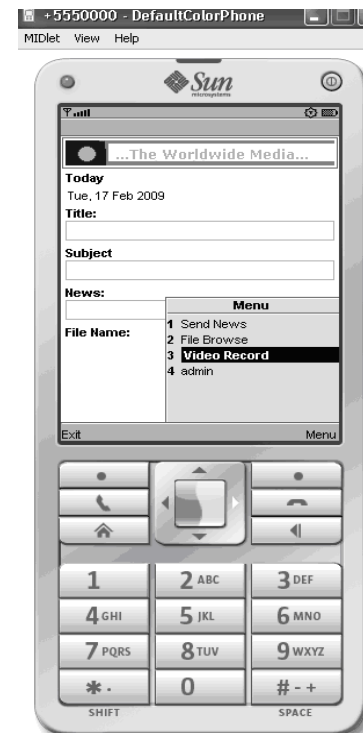 +5550000 - DefaultColorPhone
MIDlet View Help
Sun
microsystems
...The Worldwide Media...
Today
Tue, 17 Feb 2009
Title:
Subject
News:
File Name:
Menu
1 Send News
2 File Browse
3 Video Record
4 admin
Exit Menu
1 2 ABC 3 DEF
4 GHI 5 JKL 6 MNO
7 PQRS 8 TUV 9 WXYZ
* . 0 # - +
SHIFT SPACE